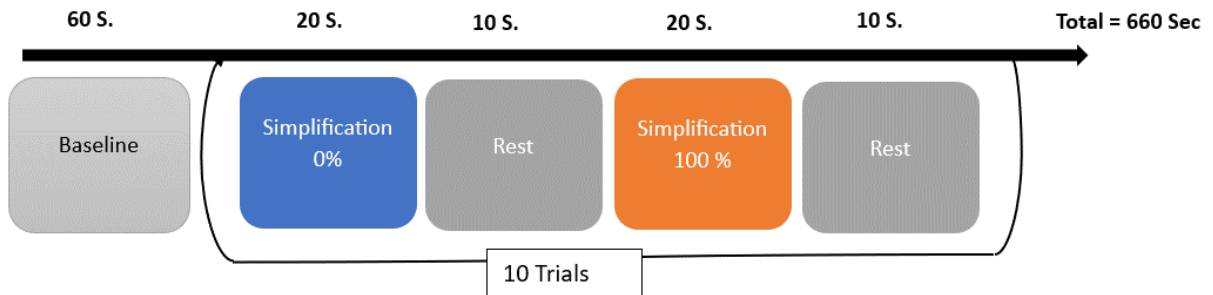 60 S.
20 S.
10 S.
20 S.
10 S.
Total = 660 Sec
Baseline
Simplification
0%
Rest
Simplification
100 %
Rest
10 Trials